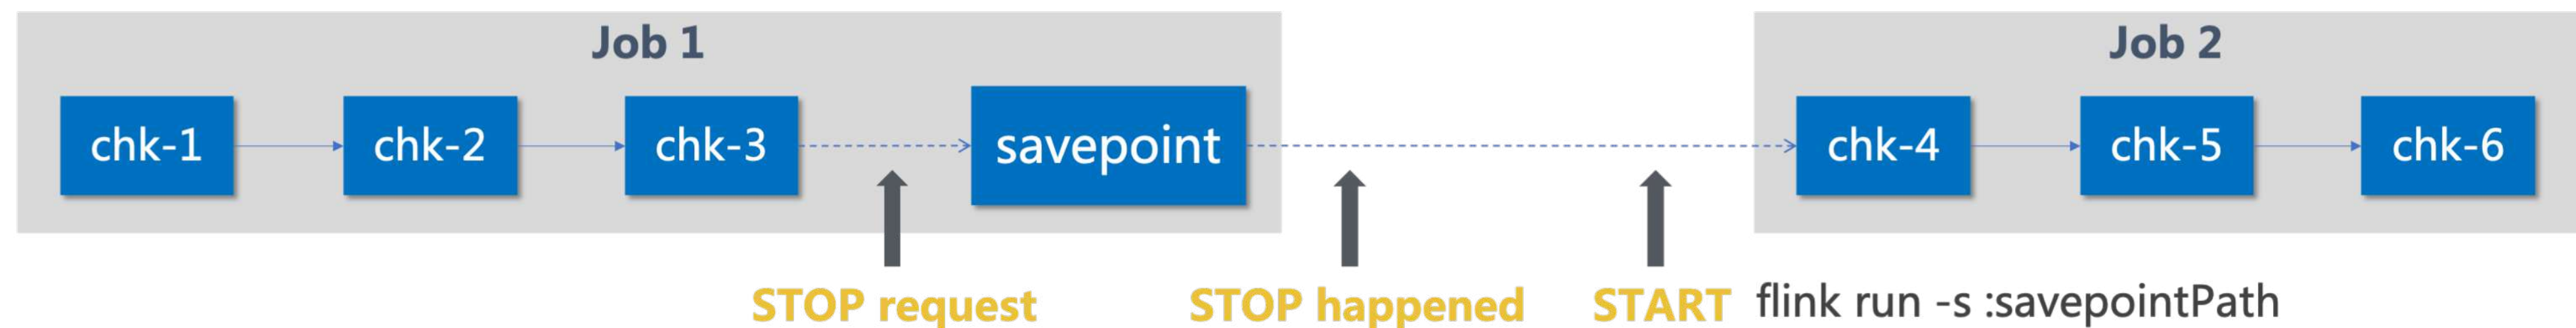 Job 1
Job 2
chk-1
chk-2
chk-3
savepoint
chk-4
chk-5
chk-6
STOP request
STOP happened
START flink run -s :savepointPath